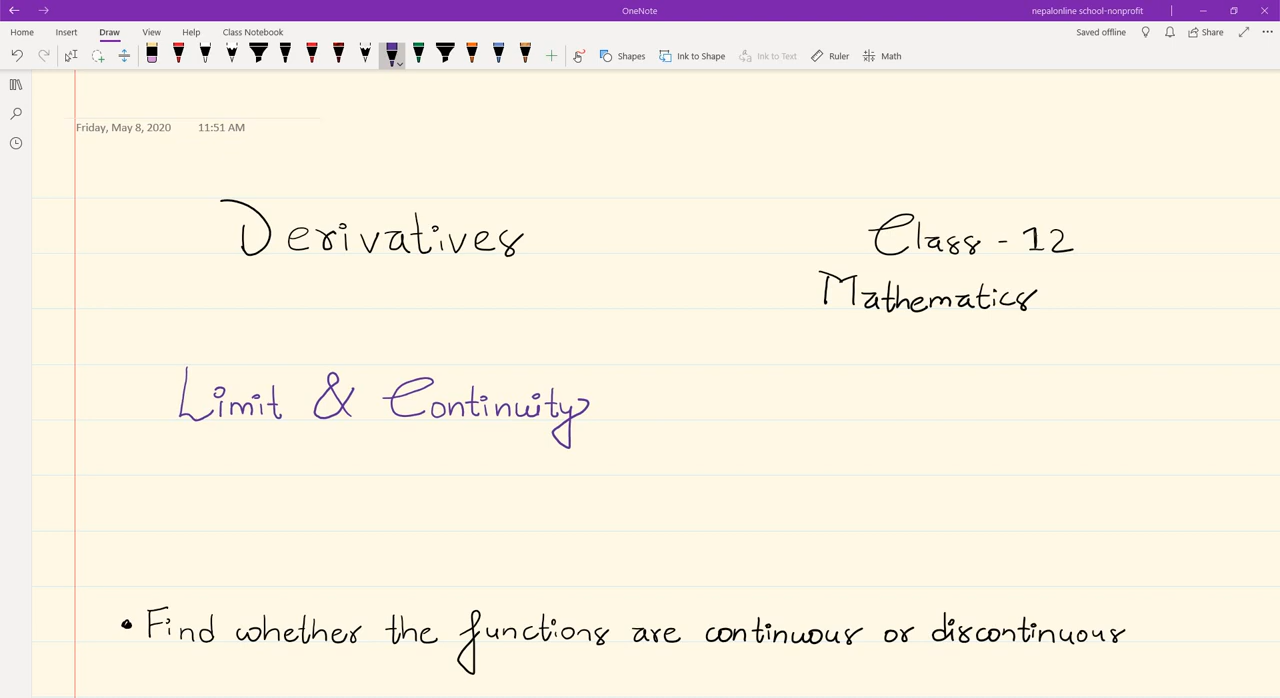 OneNote
nepalonline school-nonprofit
Home Insert Draw View Help Class Notebook
Saved offline Share
Shapes Ink to Shape Ink to Text Ruler Math
Friday, May 8, 2020 11:51 AM
Derivatives
Class - 12
Mathematics
Limit & Continuity
• Find whether the functions are continuous or discontinuous